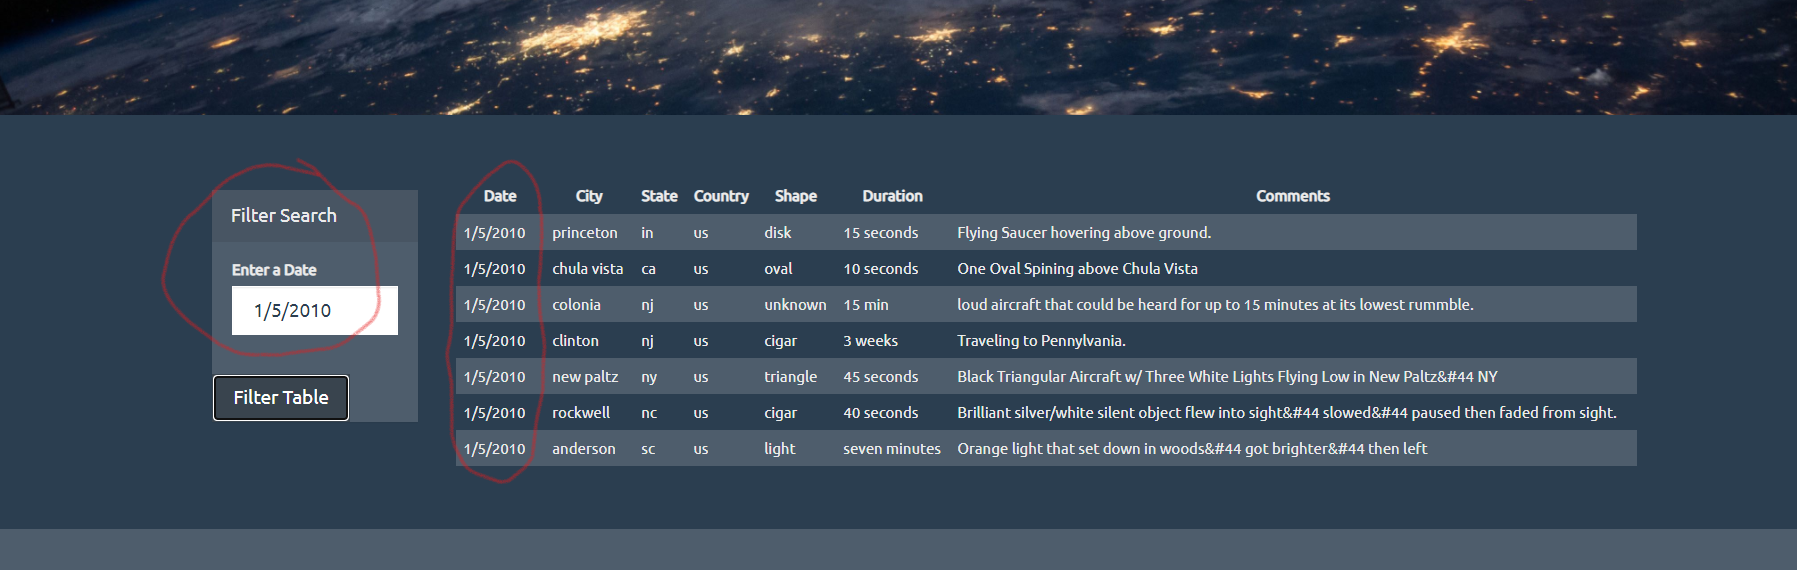 Filter Search
Enter a Date
1/5/2010
Filter Table
Date City State Country Shape Duration Comments
1/5/2010 princeton in us disk 15 seconds Flying Saucer hovering above ground.
1/5/2010 chula vista ca us oval 10 seconds One Oval Spining above Chula Vista
1/5/2010 colonia nj us unknown 15 min loud aircraft that could be heard for up to 15 minutes at its lowest rummble.
1/5/2010 clinton nj us cigar 3 weeks Traveling to Pennylvania.
1/5/2010 new paltz ny us triangle 45 seconds Black Triangular Aircraft w/ Three White Lights Flying Low in New Paltz&#44 NY
1/5/2010 rockwell nc us cigar 40 seconds Brilliant silver/white silent object flew into sight&#44 slowed&#44 paused then faded from sight.
1/5/2010 anderson sc us light seven minutes Orange light that set down in woods&#44 got brighter&#44 then left